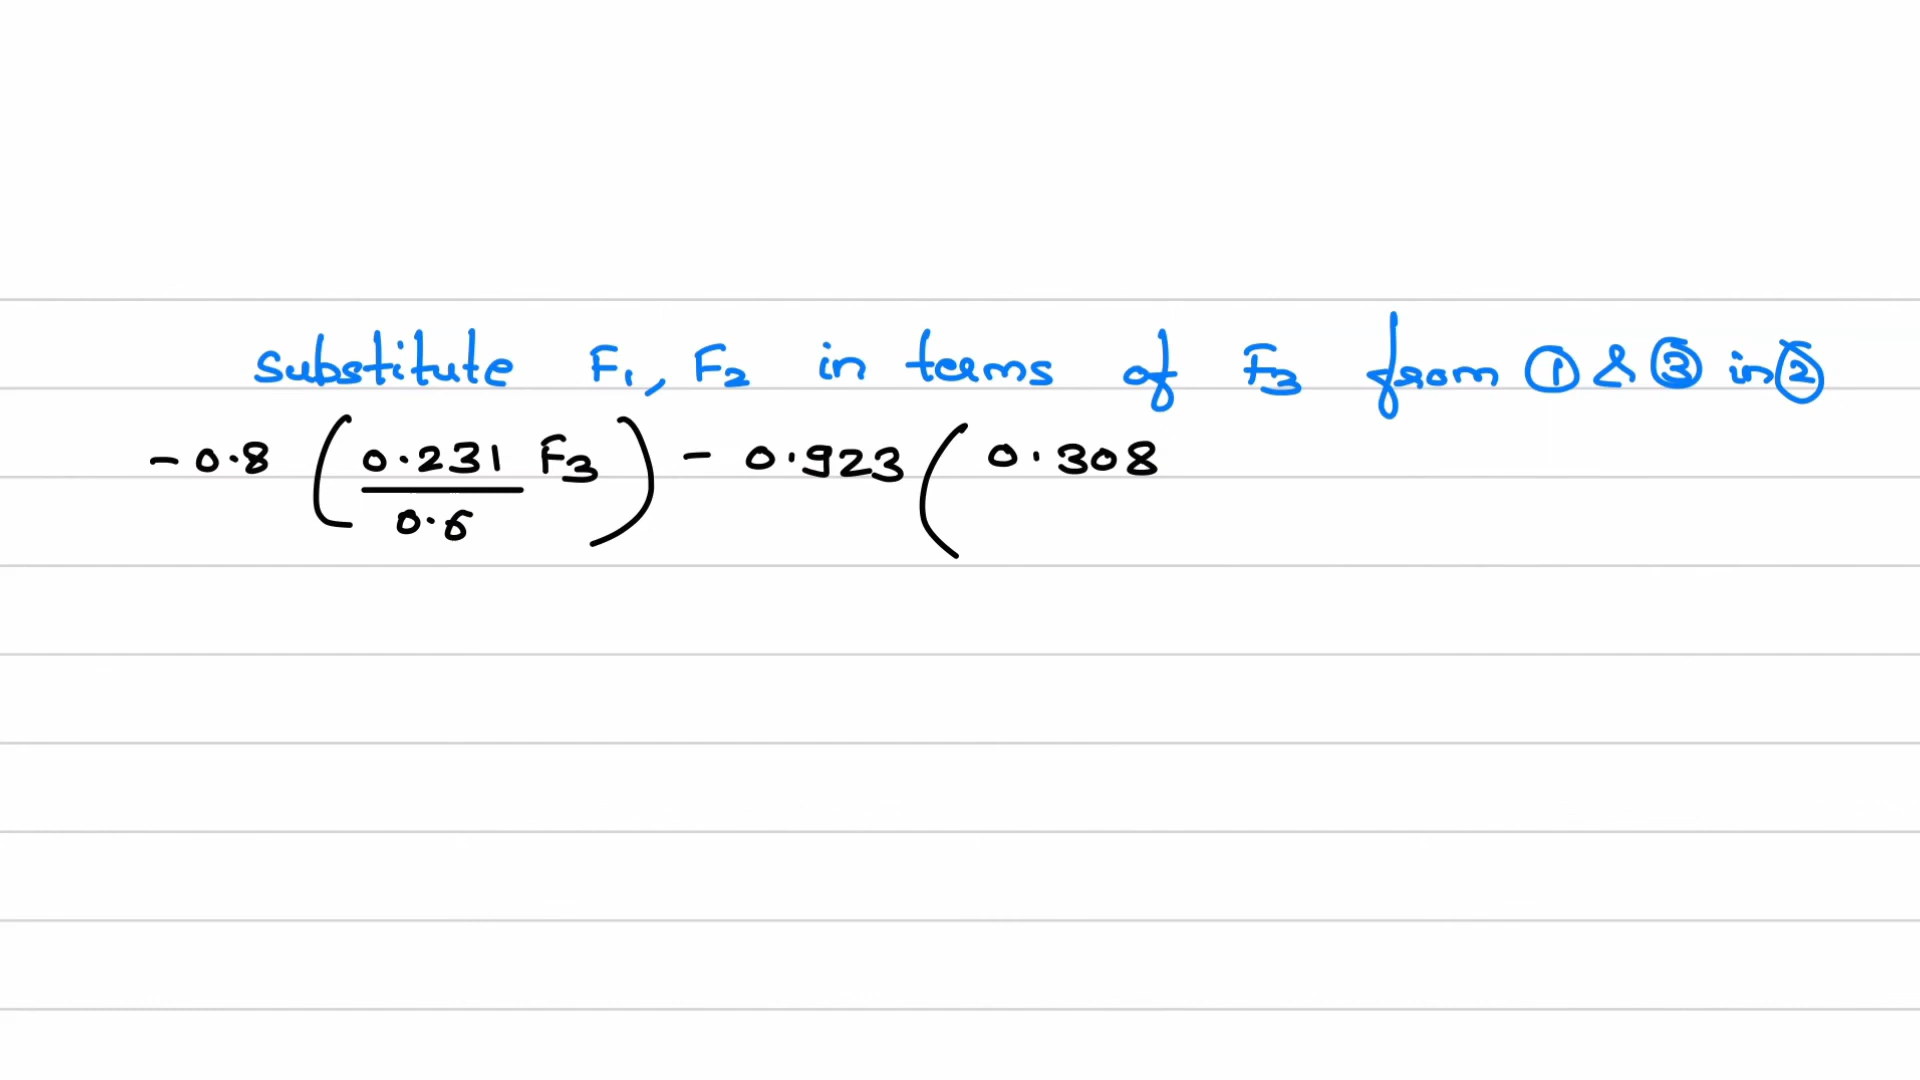 substitute F₁, F₂ in terms of F₃ from ① & ③ in ②
-0.8 (0.231/0.6 F₃) - 0.923 (0.308